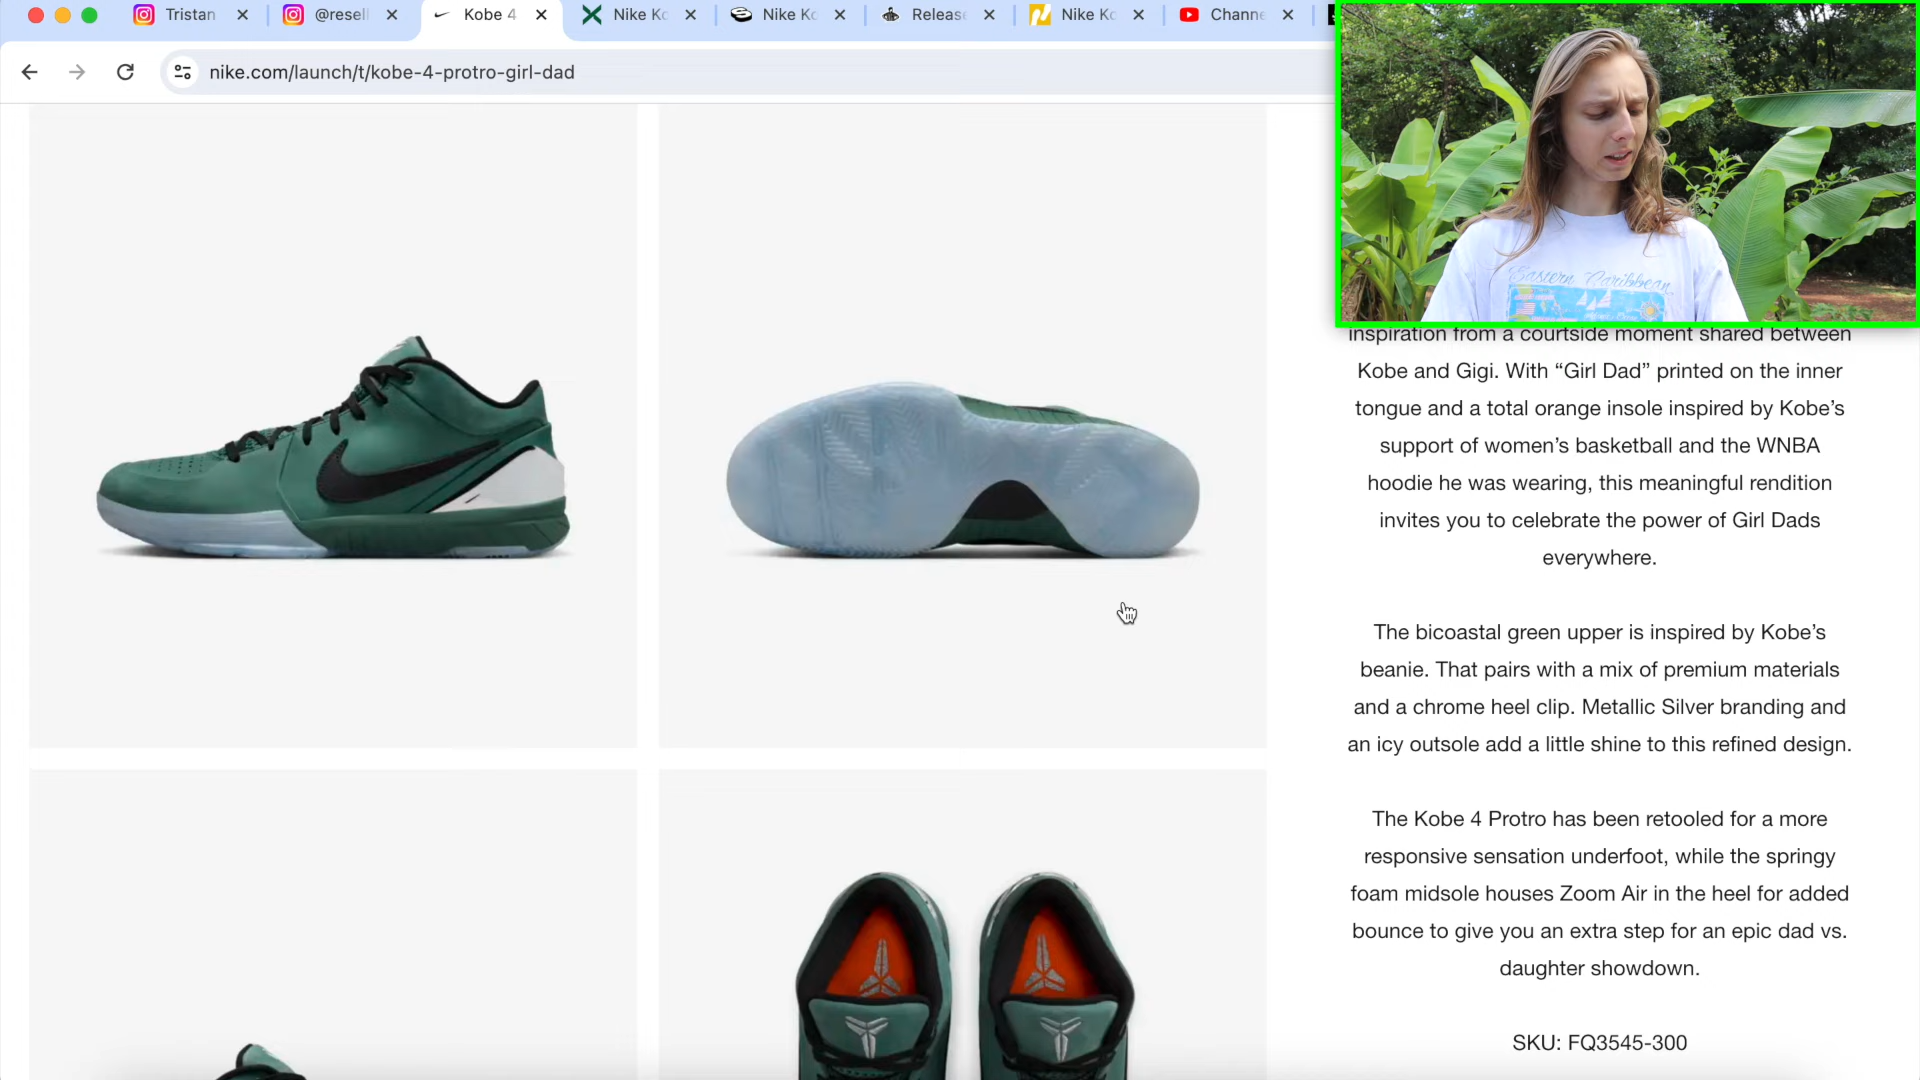 Tristan
@resell
Kobe 4
Nike Ko
Nike Ko
Release
Nike Ko
Channe
nike.com/launch/t/kobe-4-protro-girl-dad
Eastern Caribbean
inspiration from a courtside moment shared between
Kobe and Gigi. With “Girl Dad” printed on the inner
tongue and a total orange insole inspired by Kobe’s
support of women’s basketball and the WNBA
hoodie he was wearing, this meaningful rendition
invites you to celebrate the power of Girl Dads
everywhere.
The bicoastal green upper is inspired by Kobe’s
beanie. That pairs with a mix of premium materials
and a chrome heel clip. Metallic Silver branding and
an icy outsole add a little shine to this refined design.
The Kobe 4 Protro has been retooled for a more
responsive sensation underfoot, while the springy
foam midsole houses Zoom Air in the heel for added
bounce to give you an extra step for an epic dad vs.
daughter showdown.
SKU: FQ3545-300